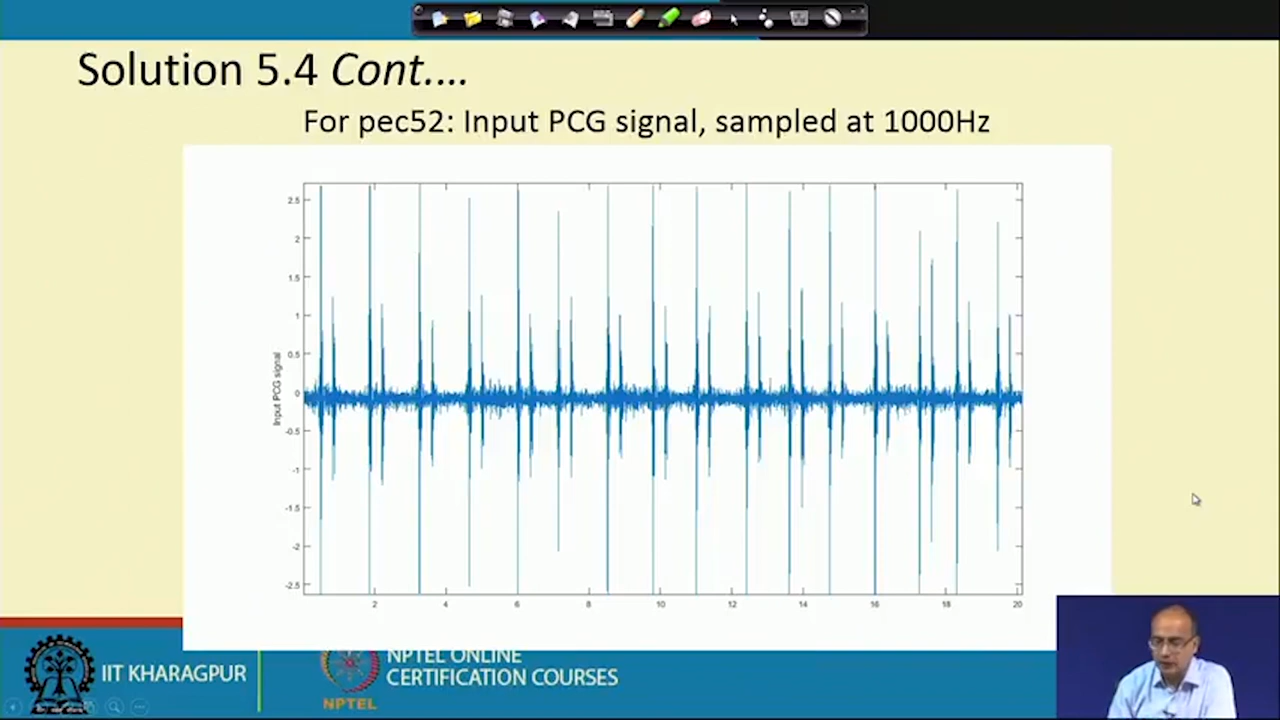 Solution 5.4 Cont....
For pec52: Input PCG signal, sampled at 1000Hz
2.5
2
1.5
1
0.5
0
-0.5
-1
-1.5
-2
-2.5
Input PCG signal
2 4 6 8 10 12 14 16 18 20
IIT KHARAGPUR
NPTEL
NPTEL ONLINE
CERTIFICATION COURSES